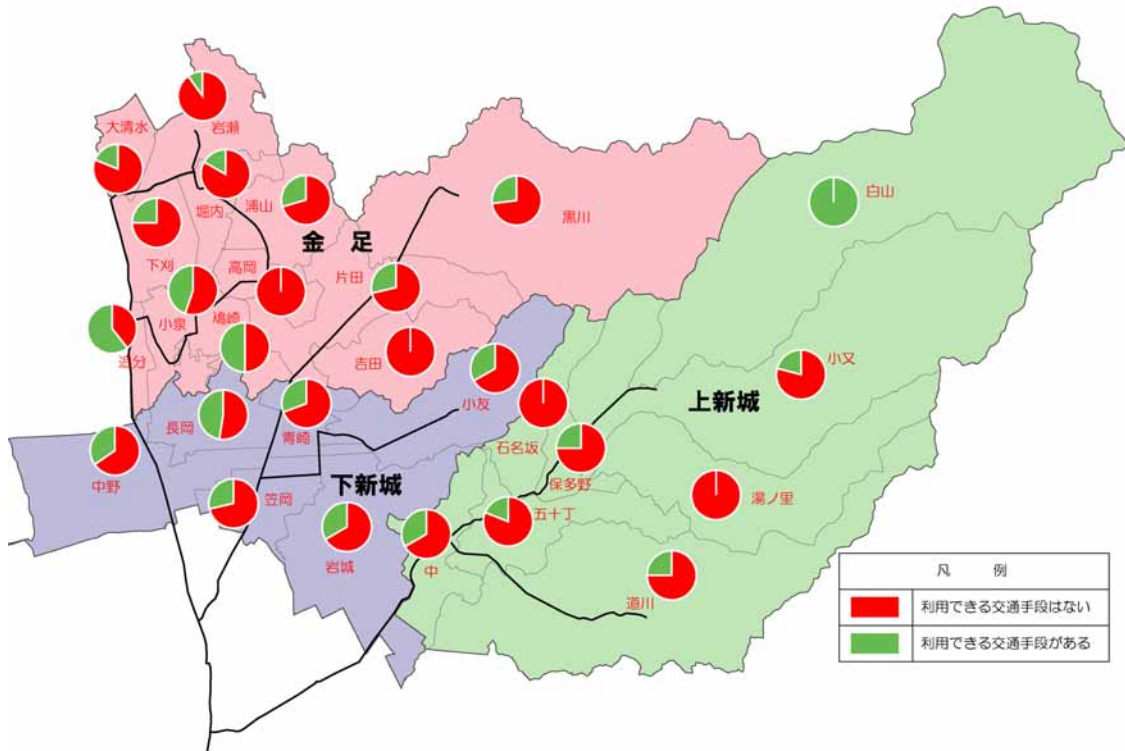 大清水
岩瀬
堀内
浦山
黒川
白山
金 足
下刈
高岡
片田
小泉
鳰崎
追分
吉田
小友
小又
上新城
長岡
青崎
石名坂
中野
保多野
下新城
笠岡
五十丁
湯ノ里
岩城
中
道川
凡 例
利用できる交通手段はない
利用できる交通手段がある